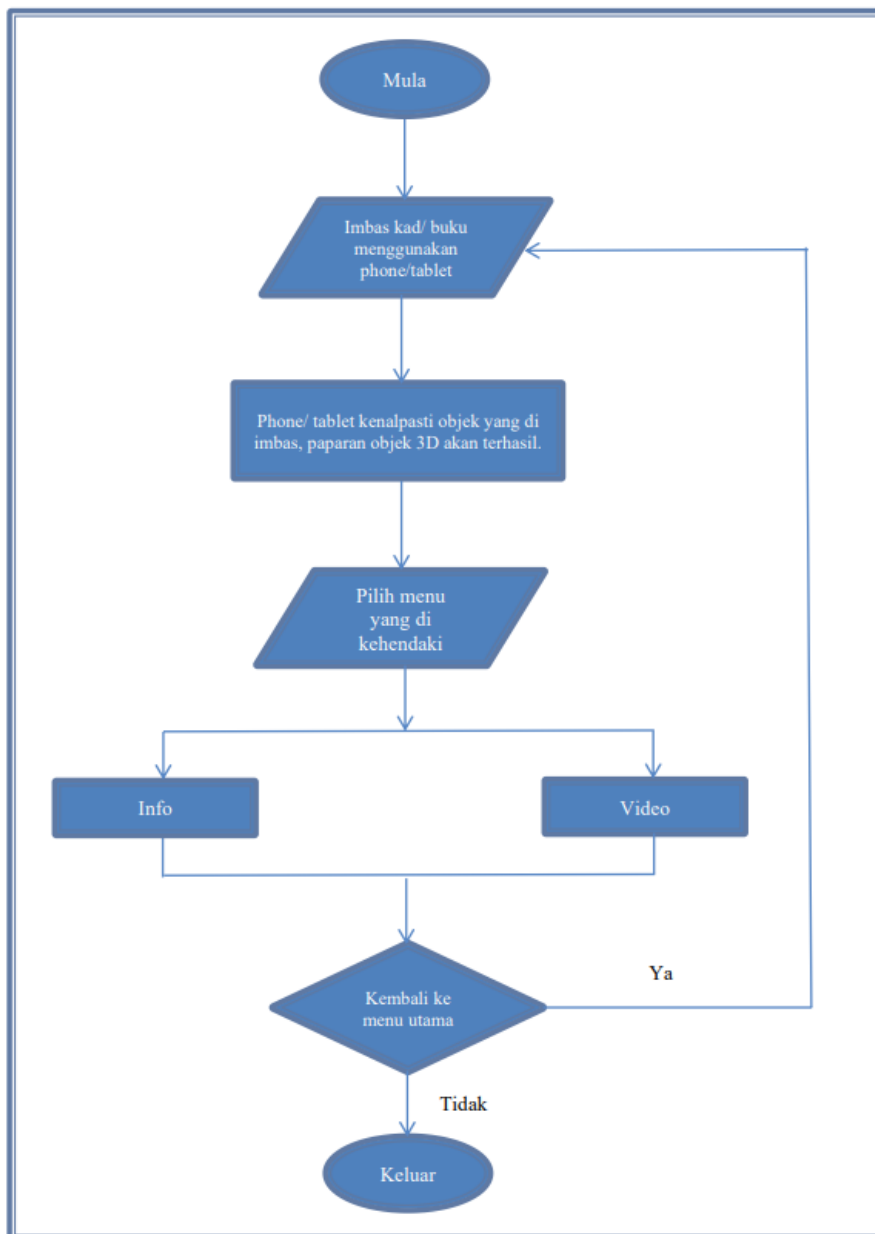 Mula
Imbas kad/ buku
menggunakan
phone/tablet
Phone/ tablet kenalpasti objek yang di
imbas, paparan objek 3D akan terhasil.
Pilih menu
yang di
kehendaki
Info
Video
Kembali ke
menu utama
Ya
Tidak
Keluar